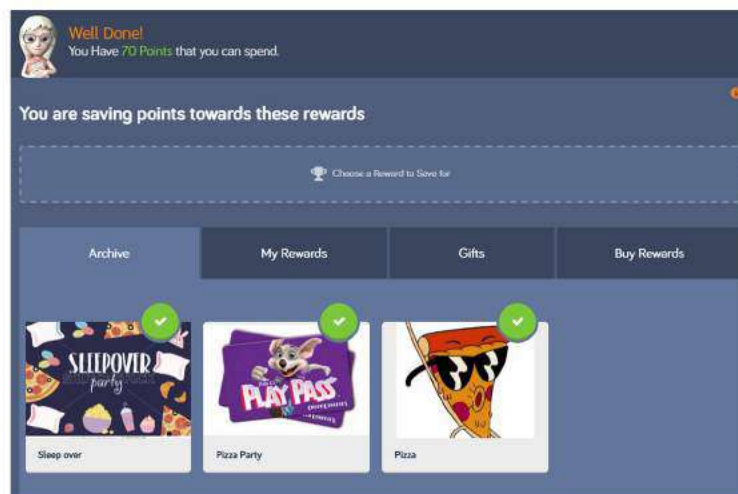 Well Done!
You Have 70 Points that you can spend.
You are saving points towards these rewards
Choose a Reward to Save for
Archive
My Rewards
Gifts
Buy Rewards
SLEEPOVER
party
PLAY PASS
Sleep over
Pizza Party
Pizza